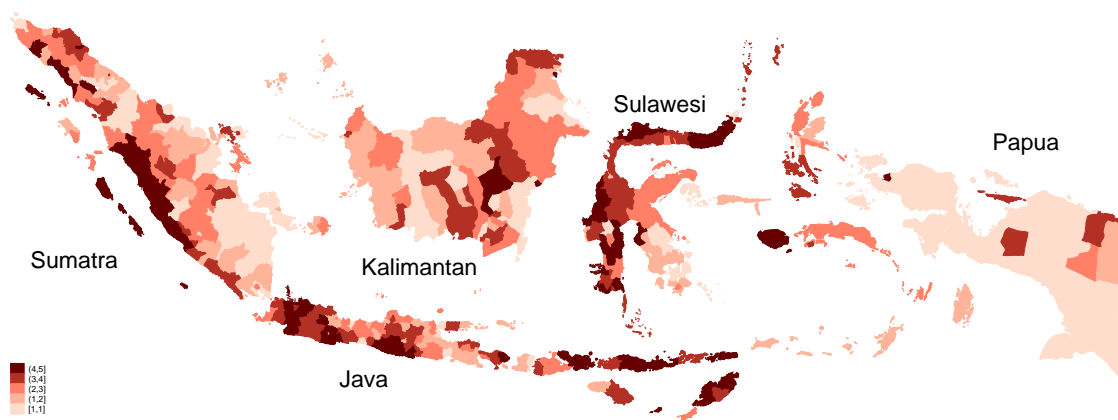 Sulawesi
Papua
Sumatra
Kalimantan
Java
(4,5]
(3,4]
(2,3]
(1,2]
[1,1]